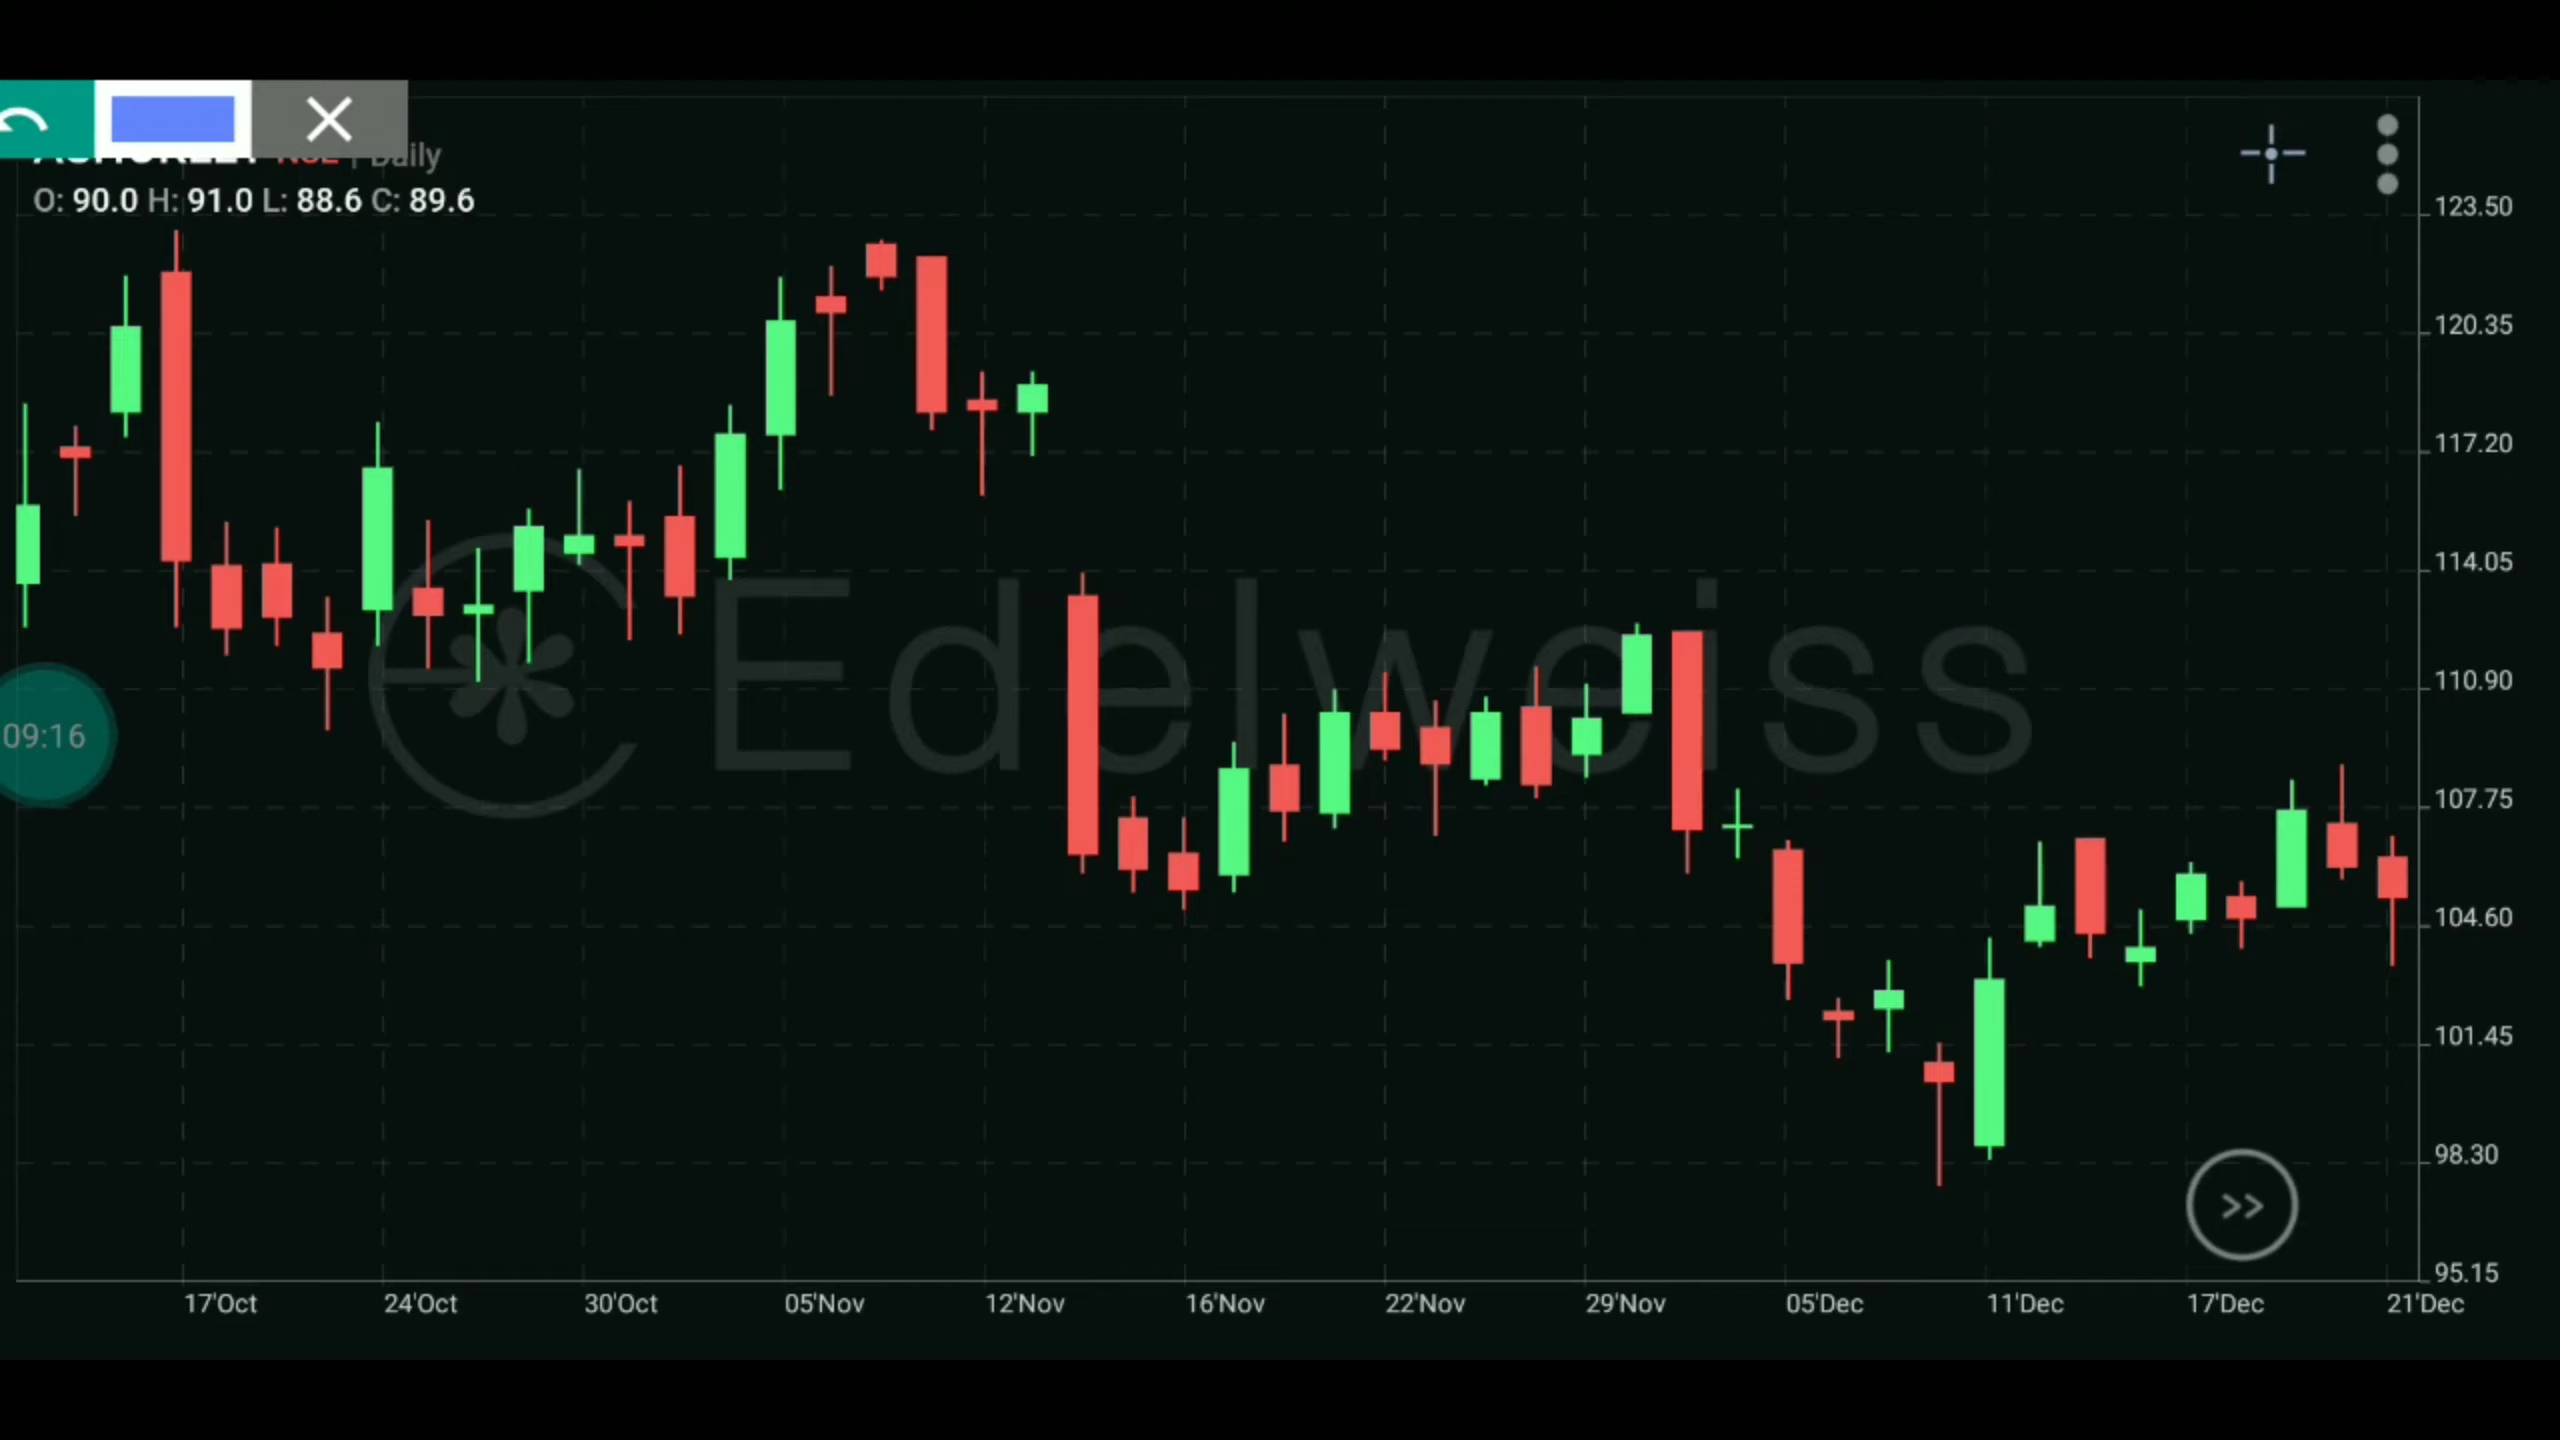 NSE | Daily
O: 90.0 H: 91.0 L: 88.6 C: 89.6
123.50
120.35
117.20
114.05
Edelweiss
110.90
09:16
107.75
104.60
101.45
98.30
95.15
17'Oct 24'Oct 30'Oct 05'Nov 12'Nov 16'Nov 22'Nov 29'Nov 05'Dec 11'Dec 17'Dec 21'Dec